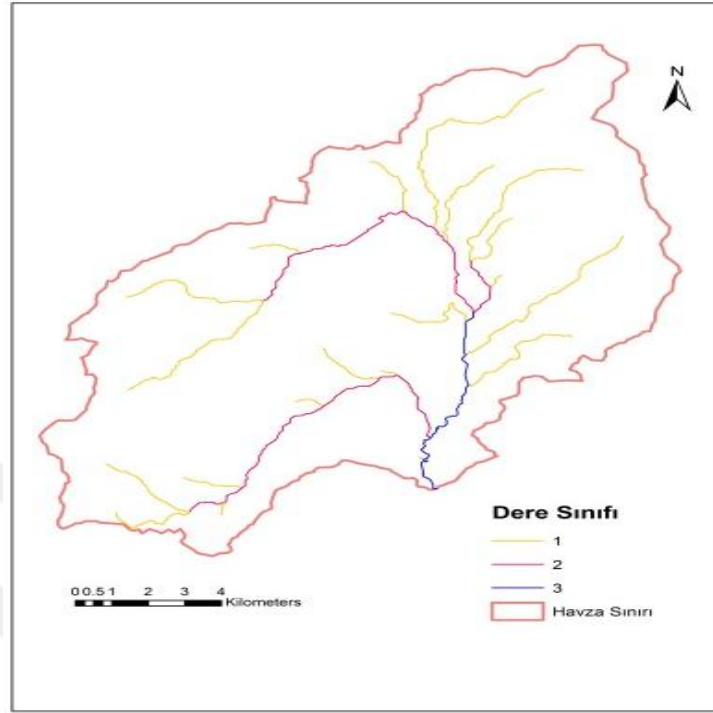 N
Dere Sınıfı
1
2
3
Havza Sınırı
0 0.5 1 2 3 4
Kilometers